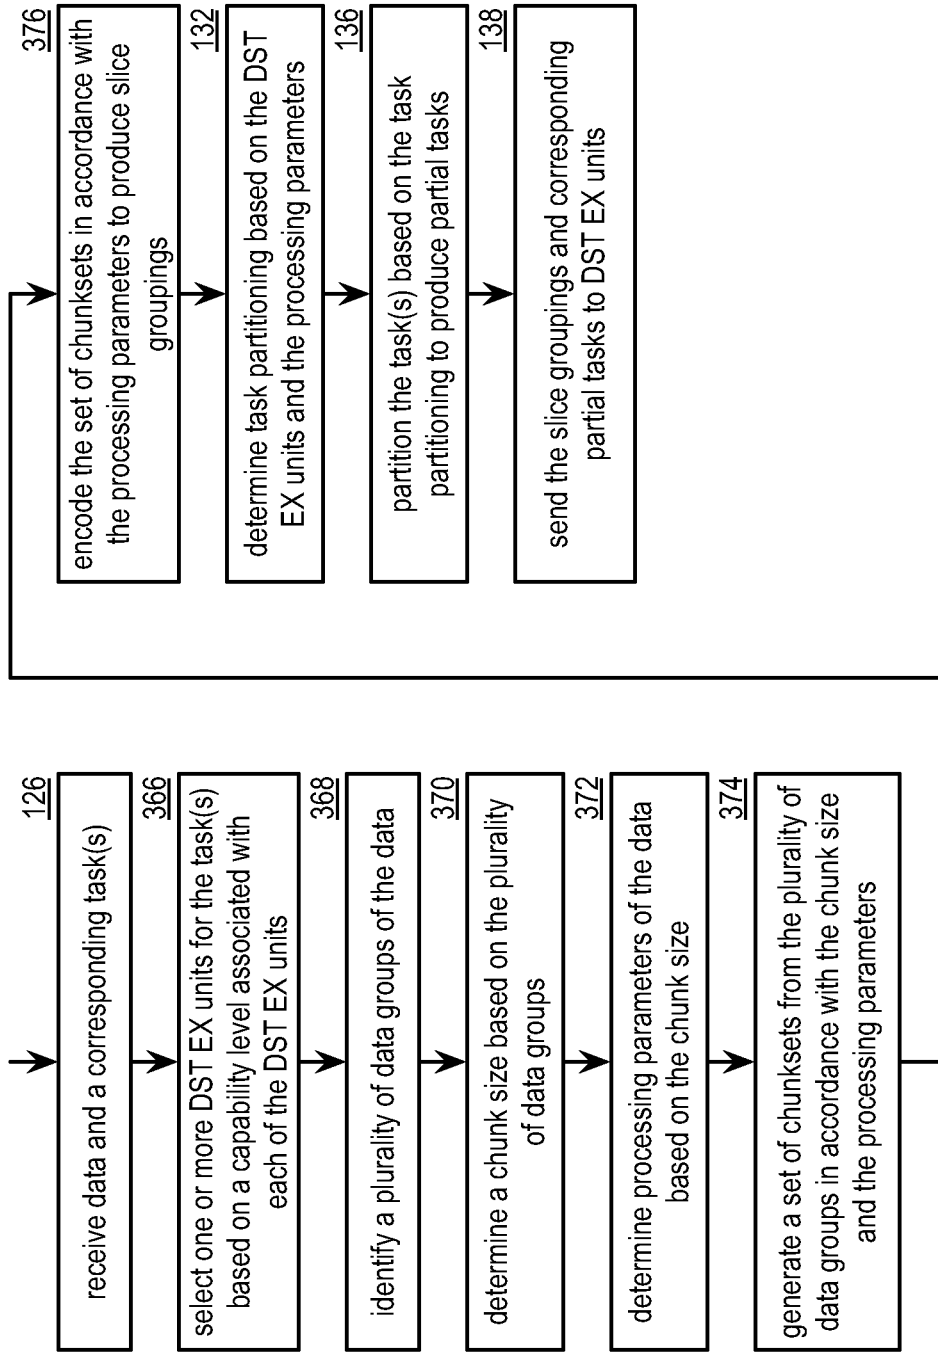 126
receive data and a corresponding task(s)
366
select one or more DST EX units for the task(s)
based on a capability level associated with
each of the DST EX units
368
identify a plurality of data groups of the data
370
determine a chunk size based on the plurality
of data groups
372
determine processing parameters of the data
based on the chunk size
374
generate a set of chunksets from the plurality of
data groups in accordance with the chunk size
and the processing parameters
376
encode the set of chunksets in accordance with
the processing parameters to produce slice
groupings
132
determine task partitioning based on the DST
EX units and the processing parameters
136
partition the task(s) based on the task
partitioning to produce partial tasks
138
send the slice groupings and corresponding
partial tasks to DST EX units